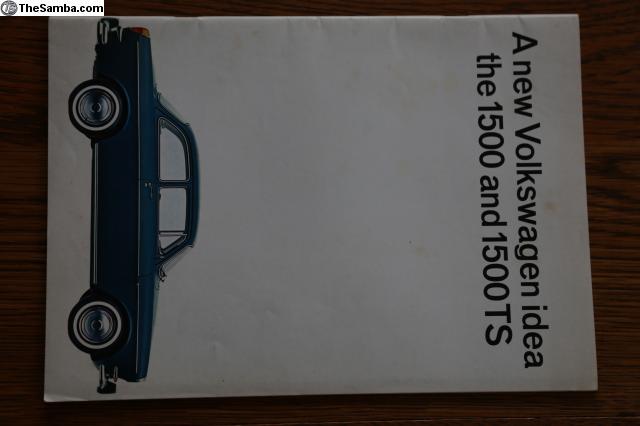 TheSamba.com
A new Volkswagen idea
the 1500 and 1500TS